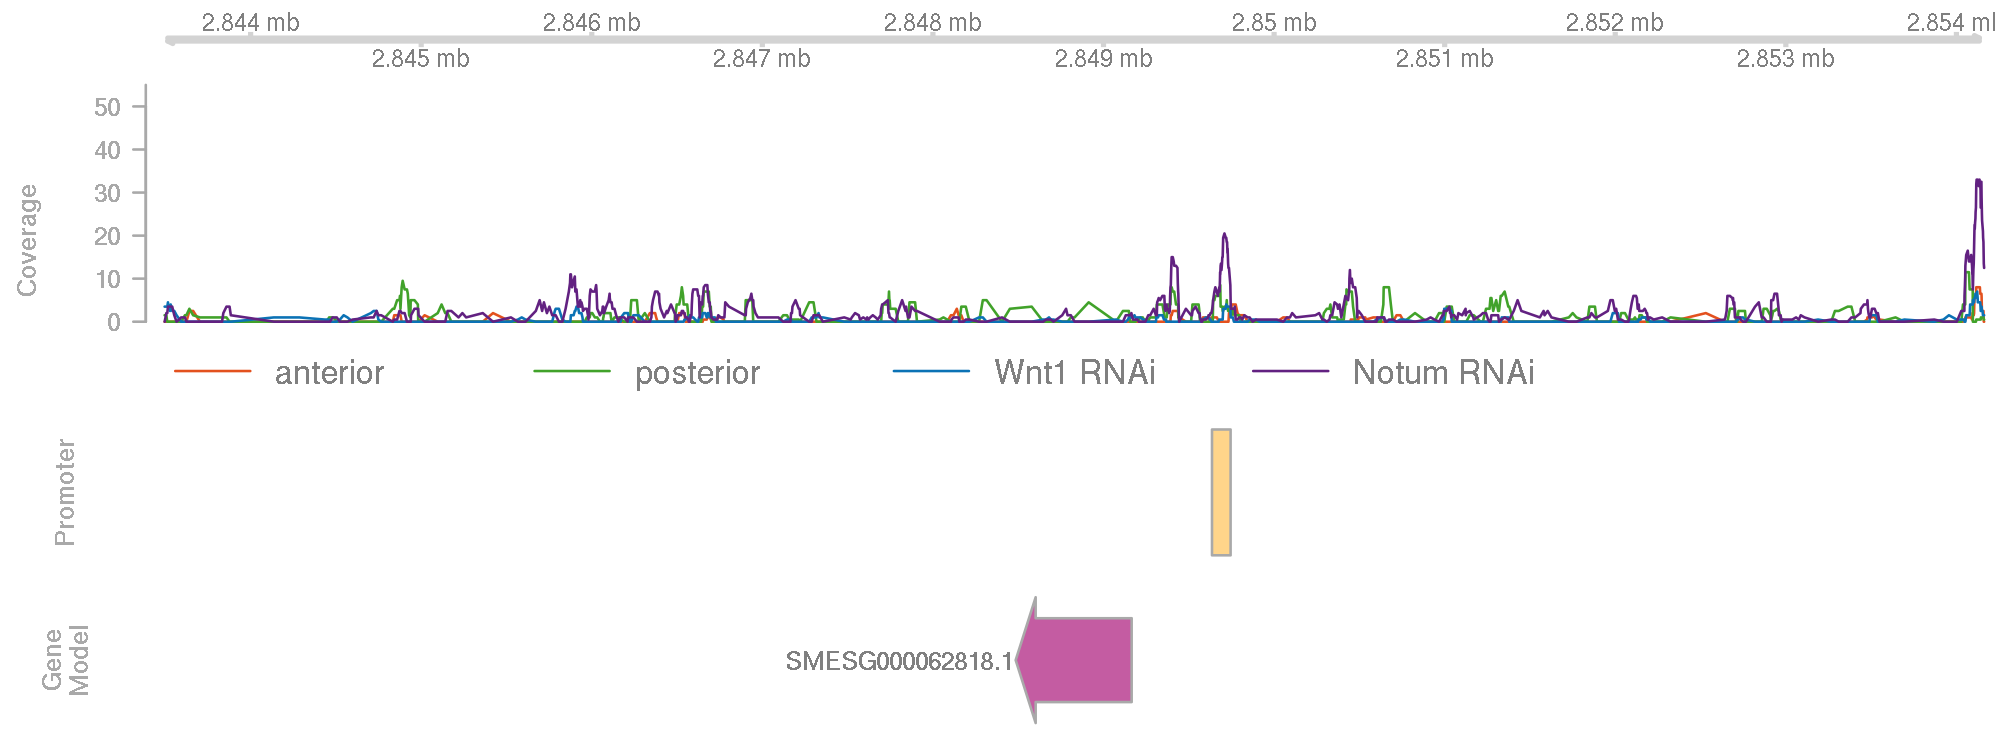 2.844 mb 2.846 mb 2.848 mb 2.85 mb 2.852 mb 2.854 ml
2.845 mb 2.847 mb 2.849 mb 2.851 mb 2.853 mb
Coverage
50
40
30
20
10
0
anterior posterior Wnt1 RNAi Notum RNAi
Promoter
Gene
Model
SMESG000062818.1